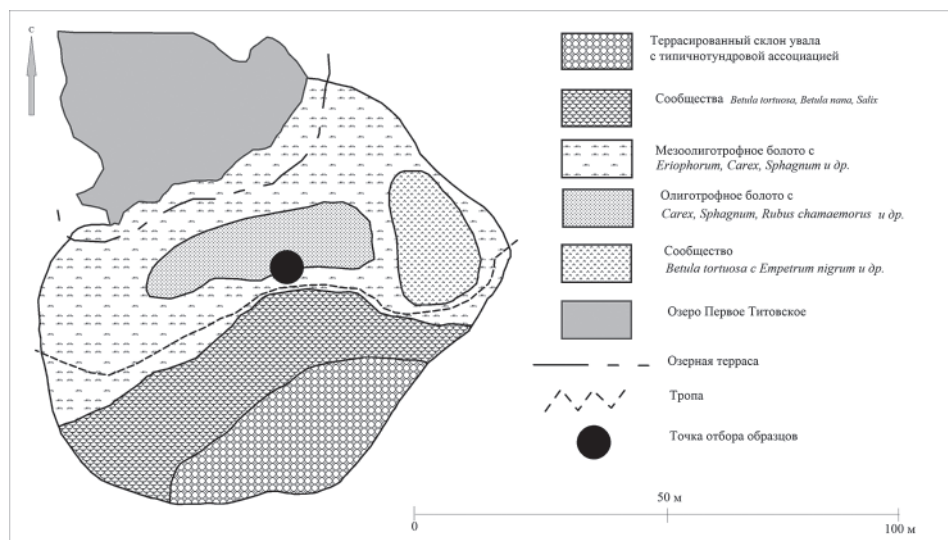 С
Террасированный склон увала
с типичнотундровой ассоциацией
Сообщества Betula tortuosa, Betula nana, Salix
Мезоолиготрофное болото с
Eriophorum, Carex, Sphagnum и др.
Олиготрофное болото с
Carex, Sphagnum, Rubus chamaemorus и др.
Сообщество
Betula tortuosa с Empetrum nigrum и др.
Озеро Первое Титовское
Озерная терраса
Тропа
Точка отбора образцов
50 м
0
100 м